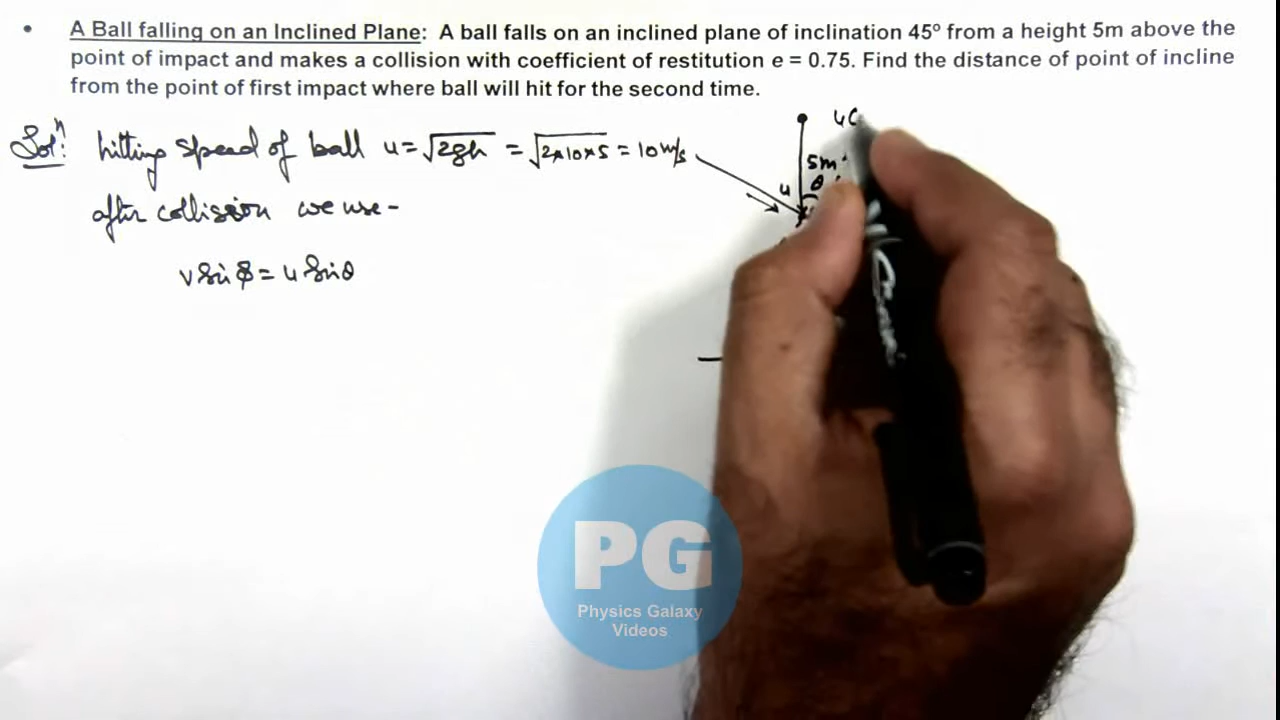 • A Ball falling on an Inclined Plane: A ball falls on an inclined plane of inclination 45º from a height 5m above the
point of impact and makes a collision with coefficient of restitution e = 0.75. Find the distance of point of incline
from the point of first impact where ball will hit for the second time.
Solⁿ: hitting speed of ball u = √2gh = √2×10×5 = 10 m/s
after collision we use –
v sin φ = u sin θ
5m
u
θ
PG
Physics Galaxy
Videos